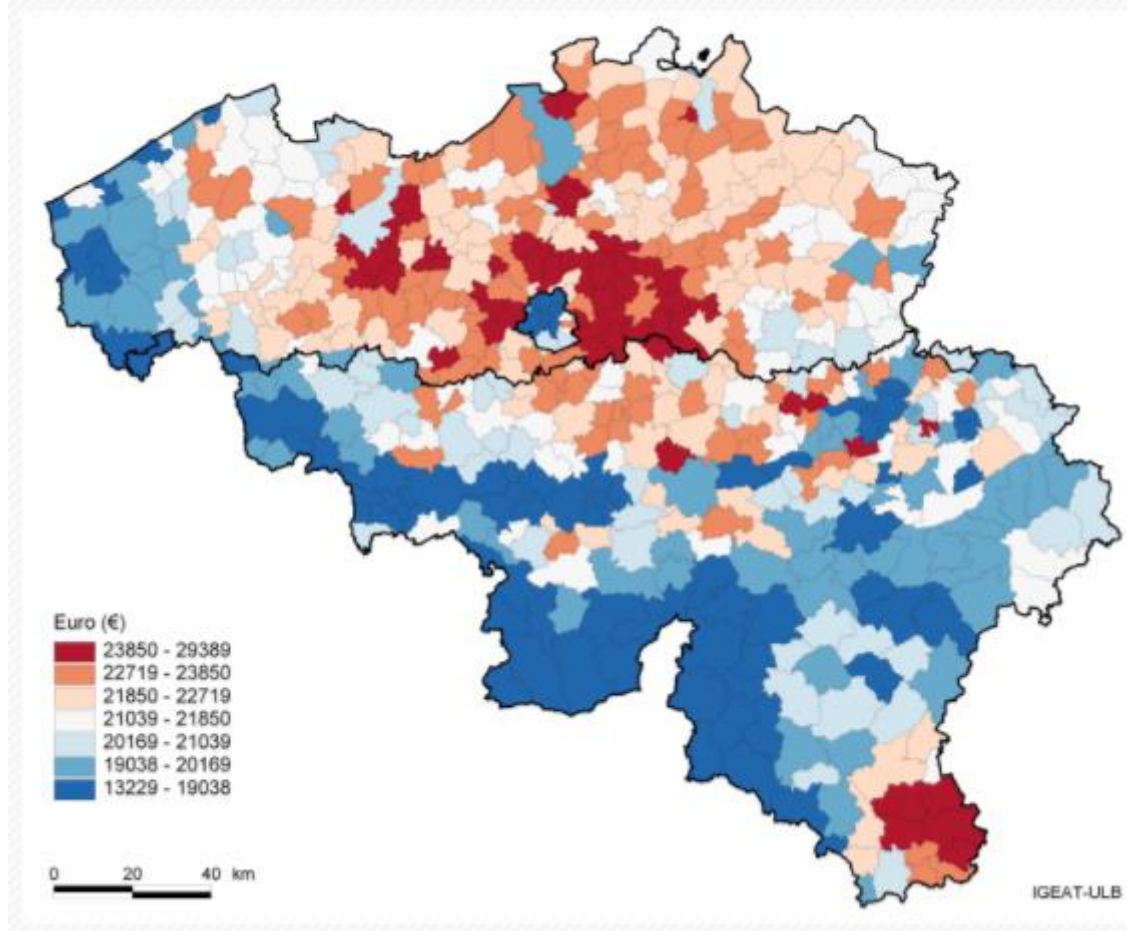 Euro (€)
23850 - 29389
22719 - 23850
21850 - 22719
21039 - 21850
20169 - 21039
19038 - 20169
13229 - 19038
0 20 40 km
IGEAT-ULB